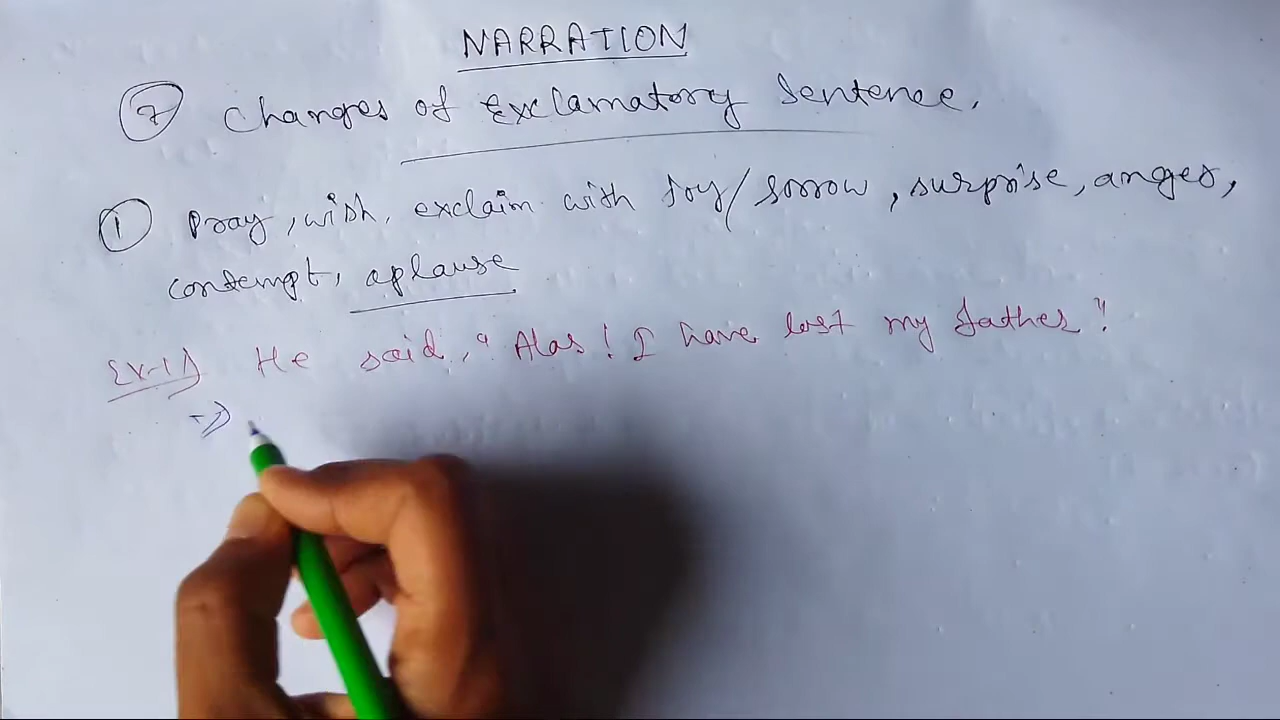 NARRATION
7 Changes of Exclamatory Sentence.
1 Pray, wish, exclaim with Joy/sorrow, surprise, anger,
contempt, aplause
Ex-1) He said, "Alas! I have lost my father"
⇒